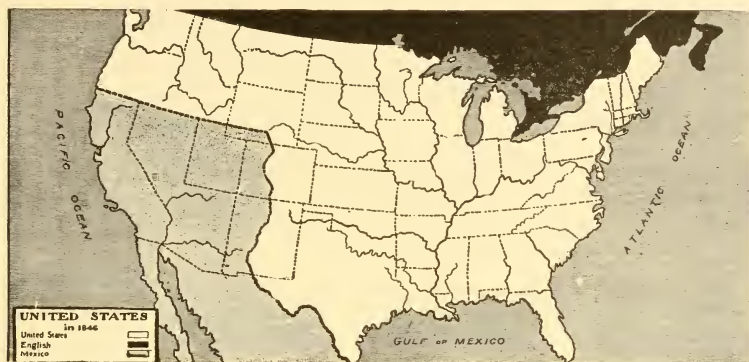 PACIFIC
OCEAN
ATLANTIC OCEAN
GULF OF MEXICO
UNITED STATES
in 1846
United States
English
Mexico